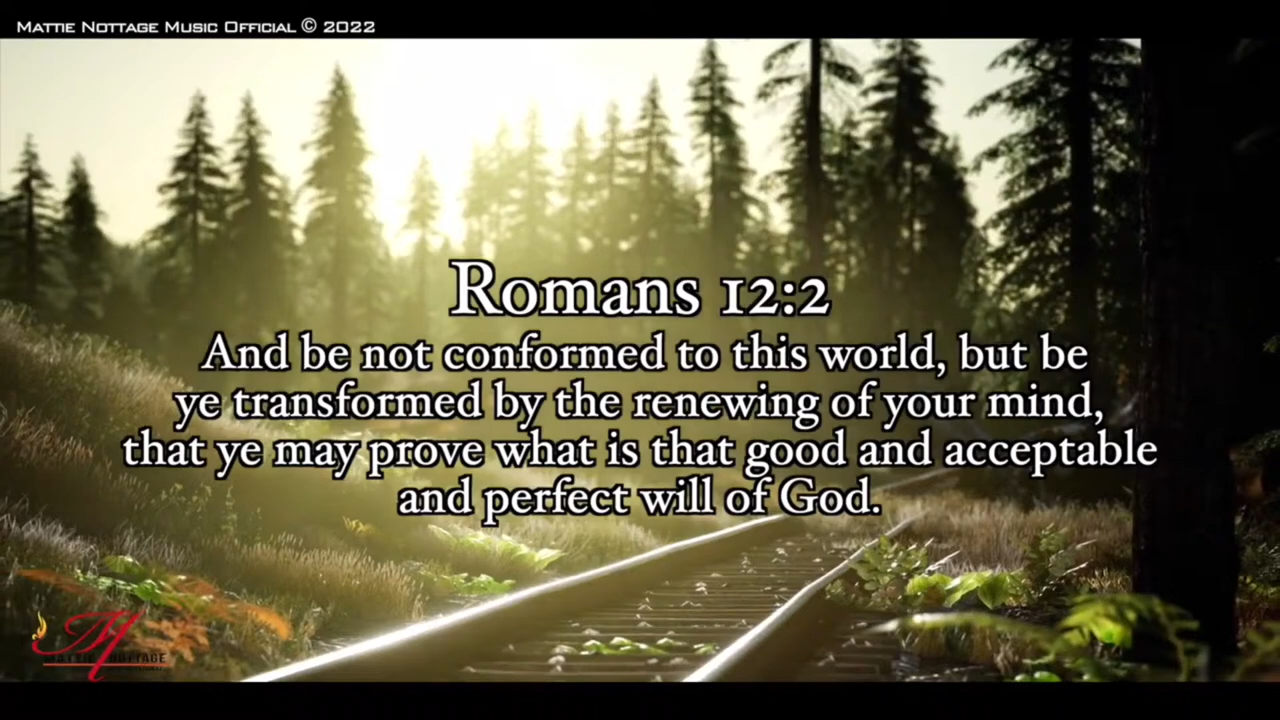 Mattie Nottage Music Official © 2022
Romans 12:2
And be not conformed to this world, but be
ye transformed by the renewing of your mind,
that ye may prove what is that good and acceptable
and perfect will of God.
M
MATTIE NOTTAGE